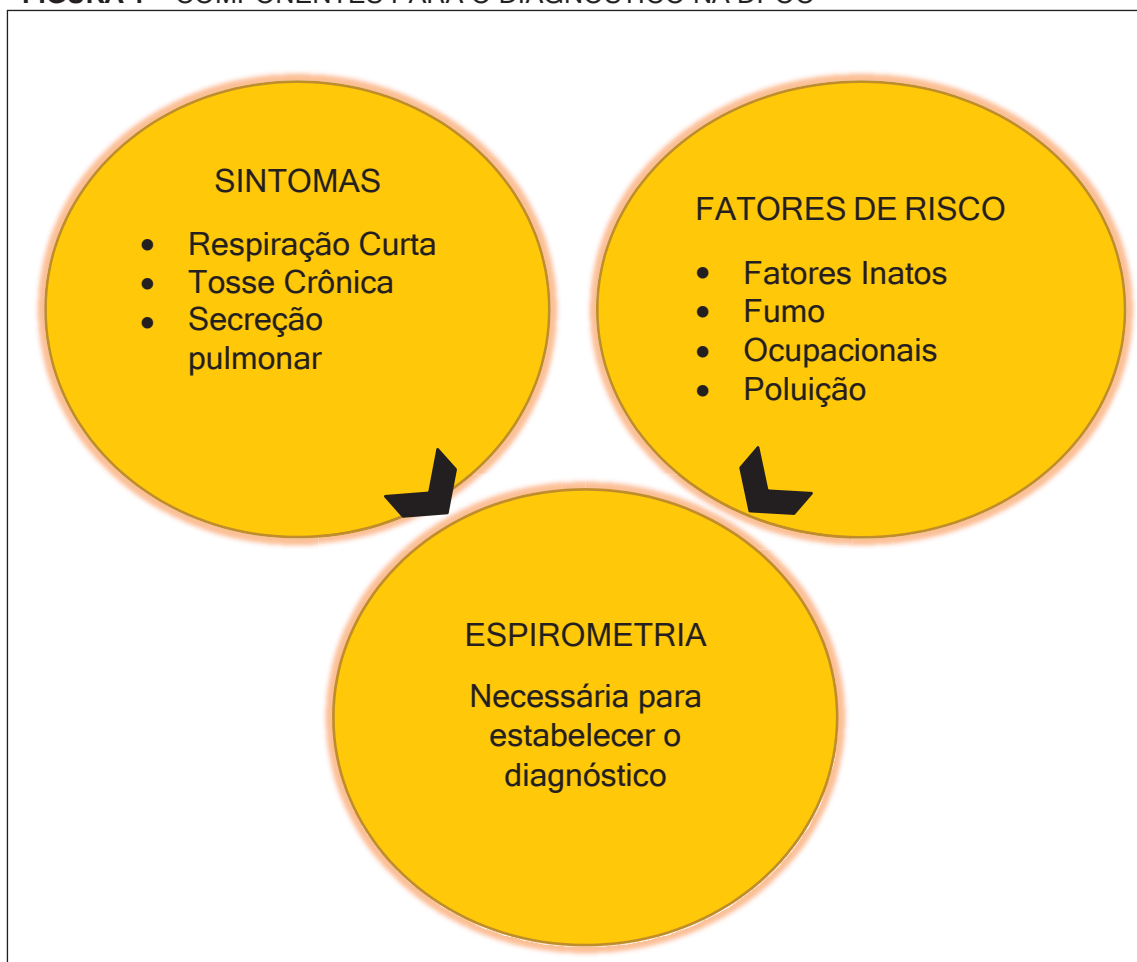 SINTOMAS
• Respiração Curta
• Tosse Crônica
• Secreção
pulmonar
FATORES DE RISCO
• Fatores Inatos
• Fumo
• Ocupacionais
• Poluição
ESPIROMETRIA
Necessária para
estabelecer o
diagnóstico